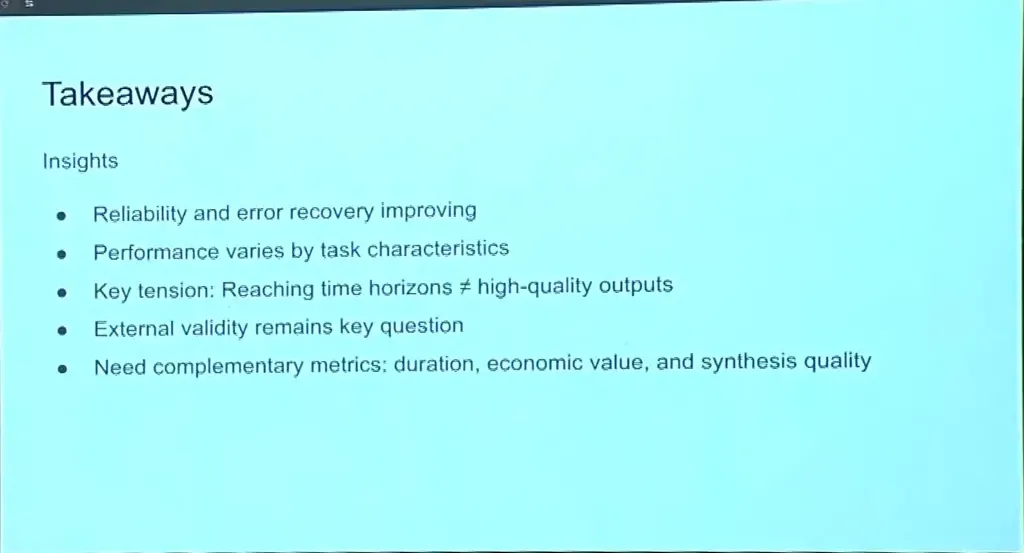 Takeaways
Insights
● Reliability and error recovery improving
● Performance varies by task characteristics
● Key tension: Reaching time horizons ≠ high-quality outputs
● External validity remains key question
● Need complementary metrics: duration, economic value, and synthesis quality